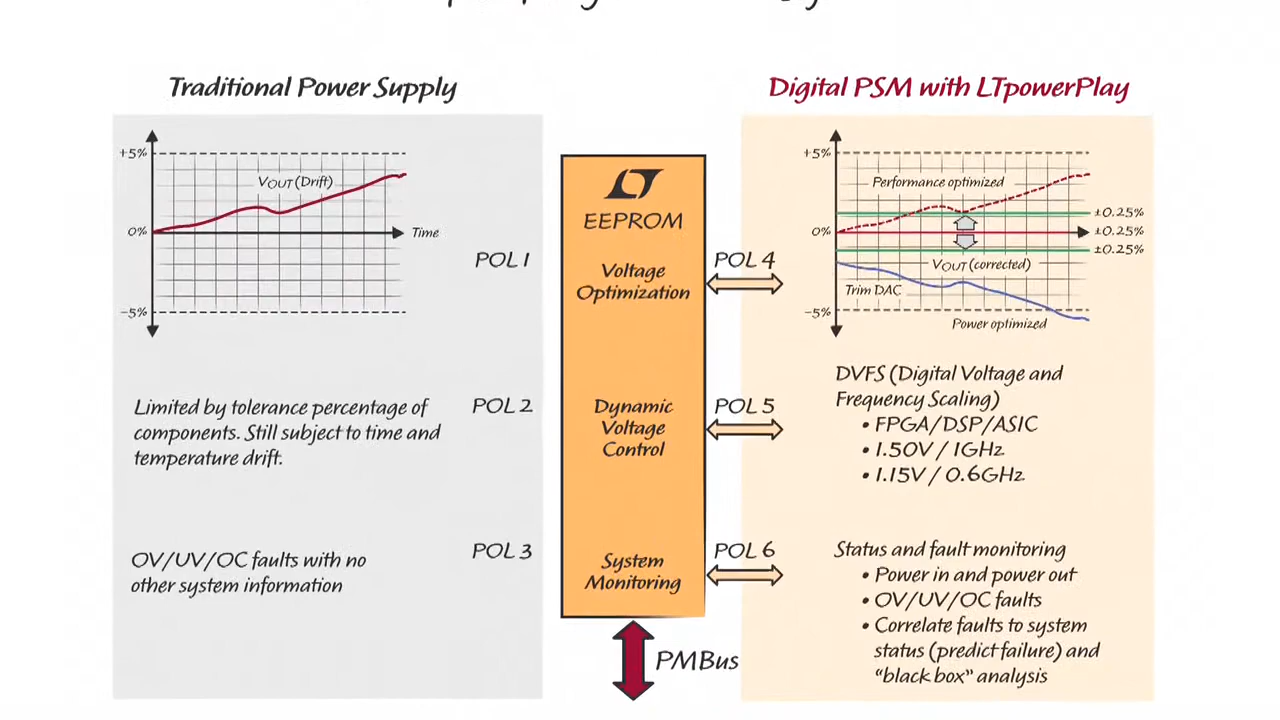 Traditional Power Supply
+5%
VOUT (Drift)
0%
Time
-5%
POL 1
Limited by tolerance percentage of
components. Still subject to time and
temperature drift.
POL 2
OV/UV/OC faults with no
other system information
POL 3
EEPROM
Voltage
Optimization
Dynamic
Voltage
Control
System
Monitoring
PMBus
POL 4
POL 5
POL 6
Digital PSM with LTpowerPlay
+5%
Performance optimized
±0.25%
0%
±0.25%
±0.25%
VOUT (corrected)
Trim DAC
-5%
Power optimized
DVFS (Digital Voltage and
Frequency Scaling)
• FPGA/DSP/ASIC
• 1.50V / 1GHz
• 1.15V / 0.6GHz
Status and fault monitoring
• Power in and power out
• OV/UV/OC faults
• Correlate faults to system
status (predict failure) and
"black box" analysis